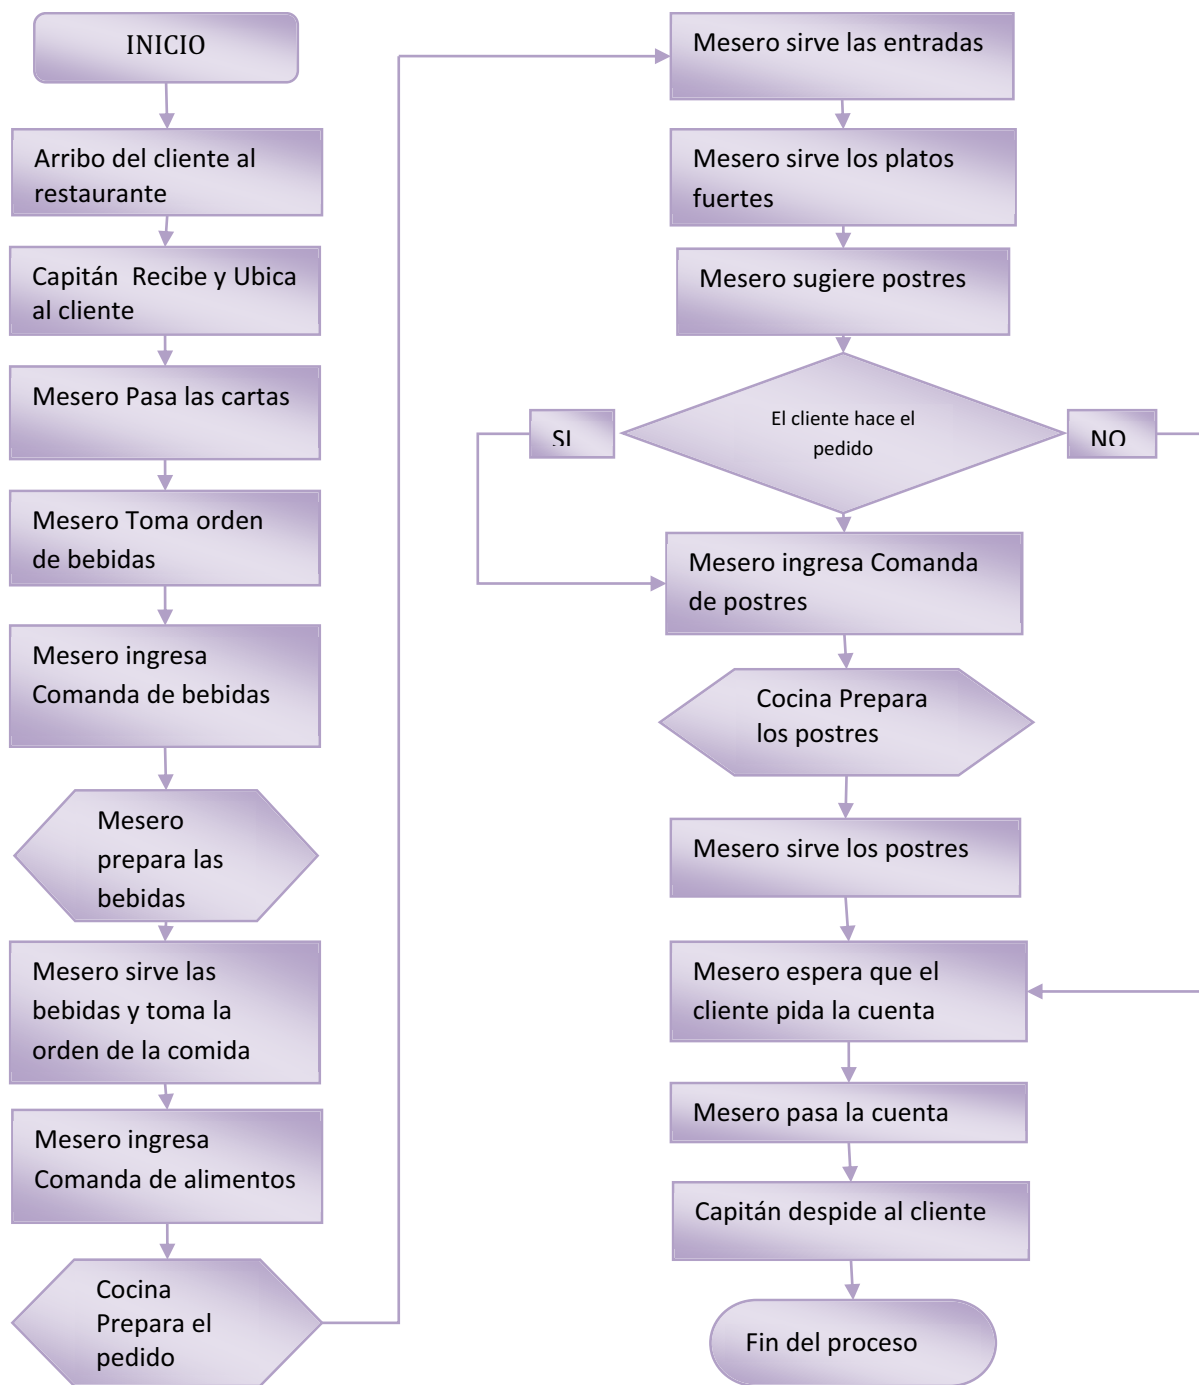 INICIO
Arribo del cliente al
restaurante
Capitán  Recibe y Ubica
al cliente
Mesero Pasa las cartas
Mesero Toma orden
de bebidas
Mesero ingresa
Comanda de bebidas
Mesero
prepara las
bebidas
Mesero sirve las
bebidas y toma la
orden de la comida
Mesero ingresa
Comanda de alimentos
Cocina
Prepara el
pedido
Mesero sirve las entradas
Mesero sirve los platos
fuertes
Mesero sugiere postres
El cliente hace el
pedido
SI
NO
Mesero ingresa Comanda
de postres
Cocina Prepara
los postres
Mesero sirve los postres
Mesero espera que el
cliente pida la cuenta
Mesero pasa la cuenta
Capitán despide al cliente
Fin del proceso